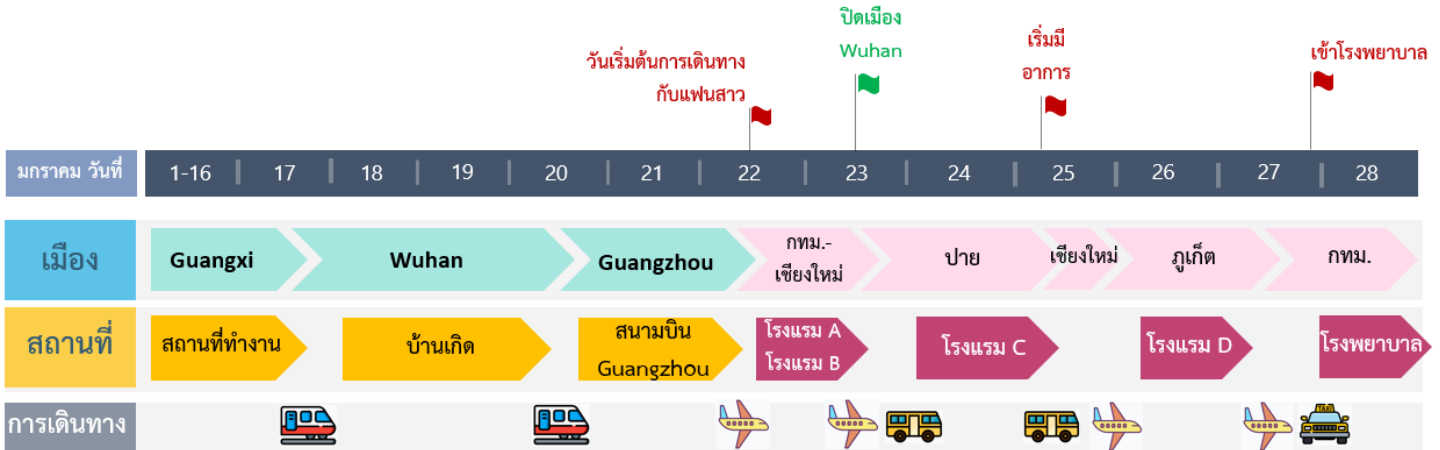 ปิดเมือง
Wuhan
วันเริ่มต้นการเดินทาง
กับแฟนสาว
เริ่มมี
อาการ
เข้าโรงพยาบาล
มกราคม วันที่ 1-16 17 18 19 20 21 22 23 24 25 26 27 28
เมือง
Guangxi
Wuhan
Guangzhou
กทม.-
เชียงใหม่
ปาย
เชียงใหม่
ภูเก็ต
กทม.
สถานที่
สถานที่ทำงาน
บ้านเกิด
สนามบิน
Guangzhou
โรงแรม A
โรงแรม B
โรงแรม C
โรงแรม D
โรงพยาบาล
การเดินทาง
TAXI